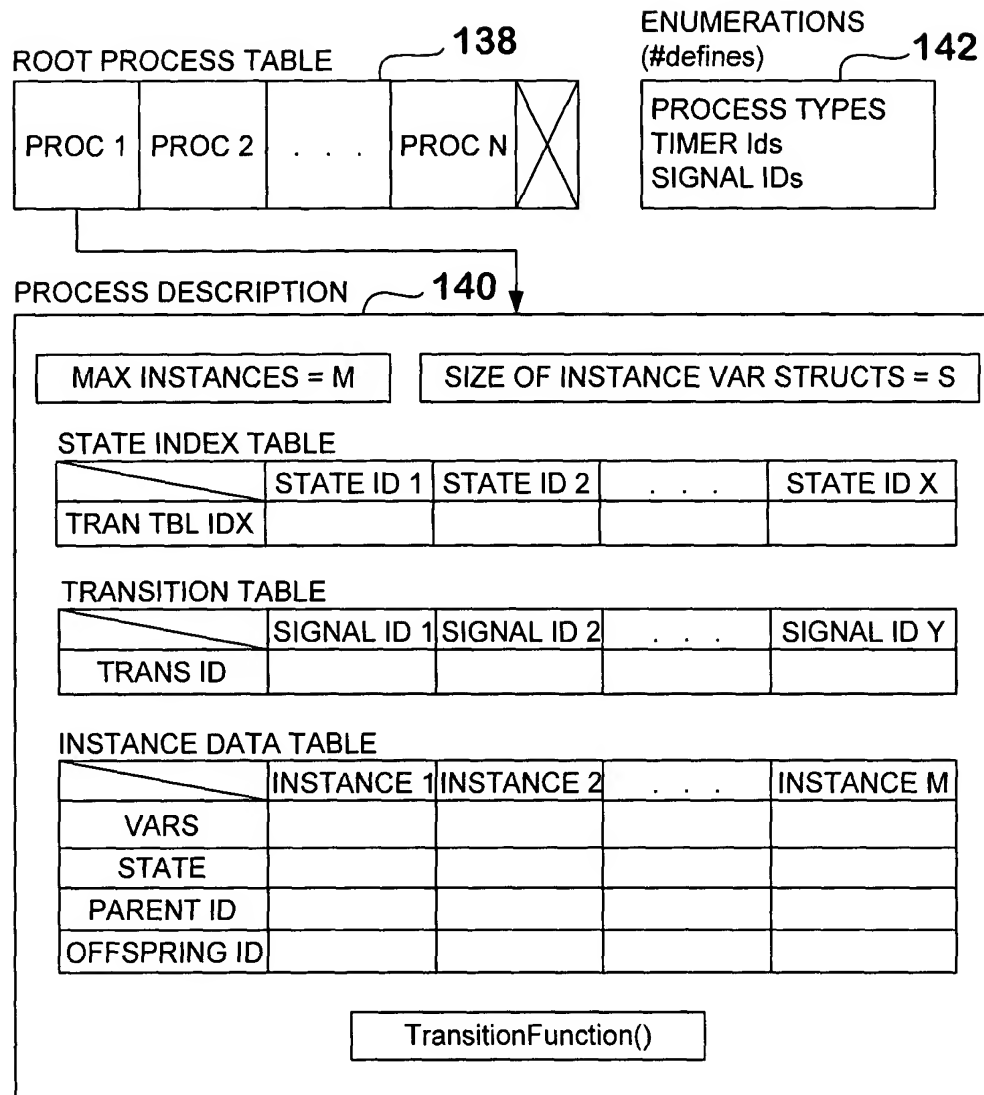 ROOT PROCESS TABLE
138
PROC 1 PROC 2 . . . PROC N
ENUMERATIONS
(#defines)
142
PROCESS TYPES
TIMER Ids
SIGNAL IDs
PROCESS DESCRIPTION
140
MAX INSTANCES = M
SIZE OF INSTANCE VAR STRUCTS = S
STATE INDEX TABLE
STATE ID 1 STATE ID 2 . . . STATE ID X
TRAN TBL IDX
TRANSITION TABLE
SIGNAL ID 1 SIGNAL ID 2 . . . SIGNAL ID Y
TRANS ID
INSTANCE DATA TABLE
INSTANCE 1 INSTANCE 2 . . . INSTANCE M
VARS
STATE
PARENT ID
OFFSPRING ID
TransitionFunction()